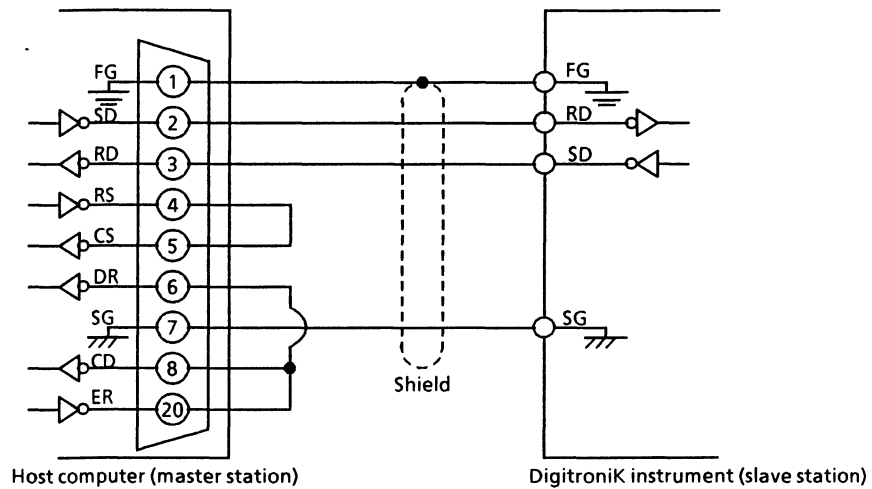 FG 1 FG
SD 2 RD
RD 3 SD
RS 4
CS 5
DR 6
SG 7 SG
CD 8
ER 20
Shield
Host computer (master station) DigitroniK instrument (slave station)